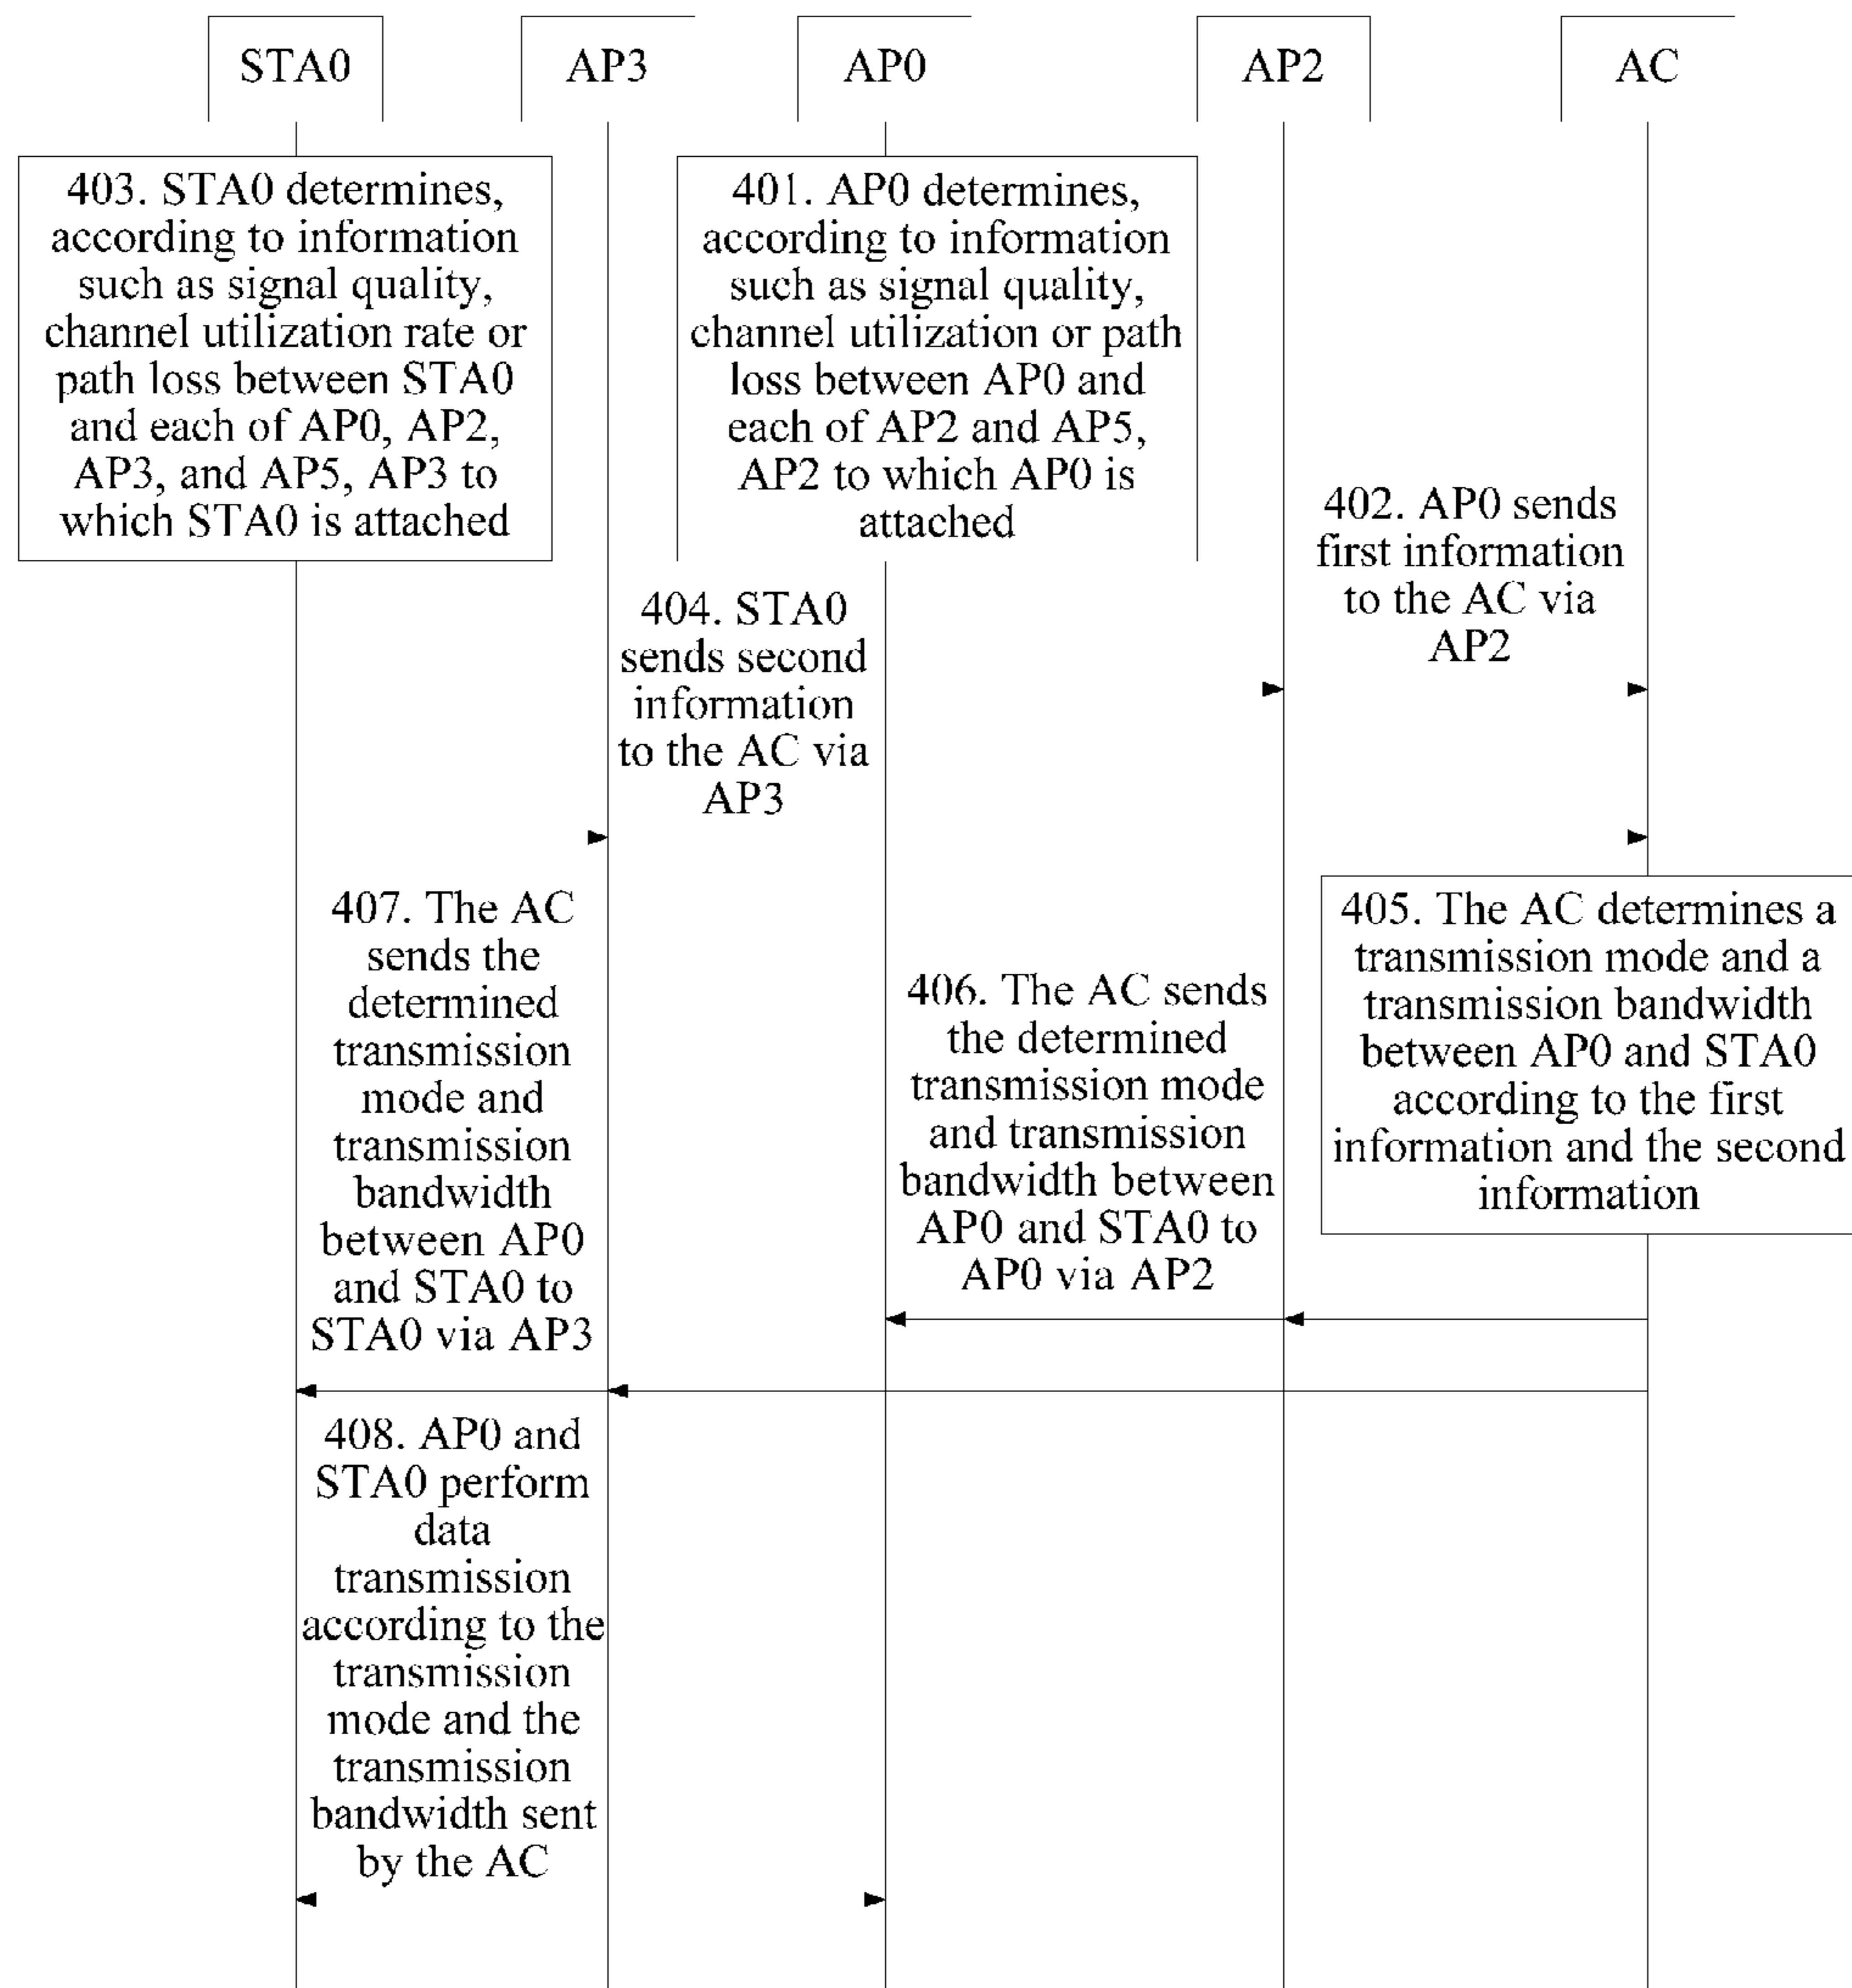 STA0
AP3
AP0
AP2
AC
403. STA0 determines,
according to information
such as signal quality,
channel utilization rate or
path loss between STA0
and each of AP0, AP2,
AP3, and AP5, AP3 to
which STA0 is attached
401. AP0 determines,
according to information
such as signal quality,
channel utilization or path
loss between AP0 and
each of AP2 and AP5,
AP2 to which AP0 is
attached
402. AP0 sends
first information
to the AC via
AP2
404. STA0
sends second
information
to the AC via
AP3
405. The AC determines a
transmission mode and a
transmission bandwidth
between AP0 and STA0
according to the first
information and the second
information
406. The AC sends
the determined
transmission mode
and transmission
bandwidth between
AP0 and STA0 to
AP0 via AP2
407. The AC
sends the
determined
transmission
mode and
transmission
bandwidth
between AP0
and STA0 to
STA0 via AP3
408. AP0 and
STA0 perform
data
transmission
according to the
transmission
mode and the
transmission
bandwidth sent
by the AC